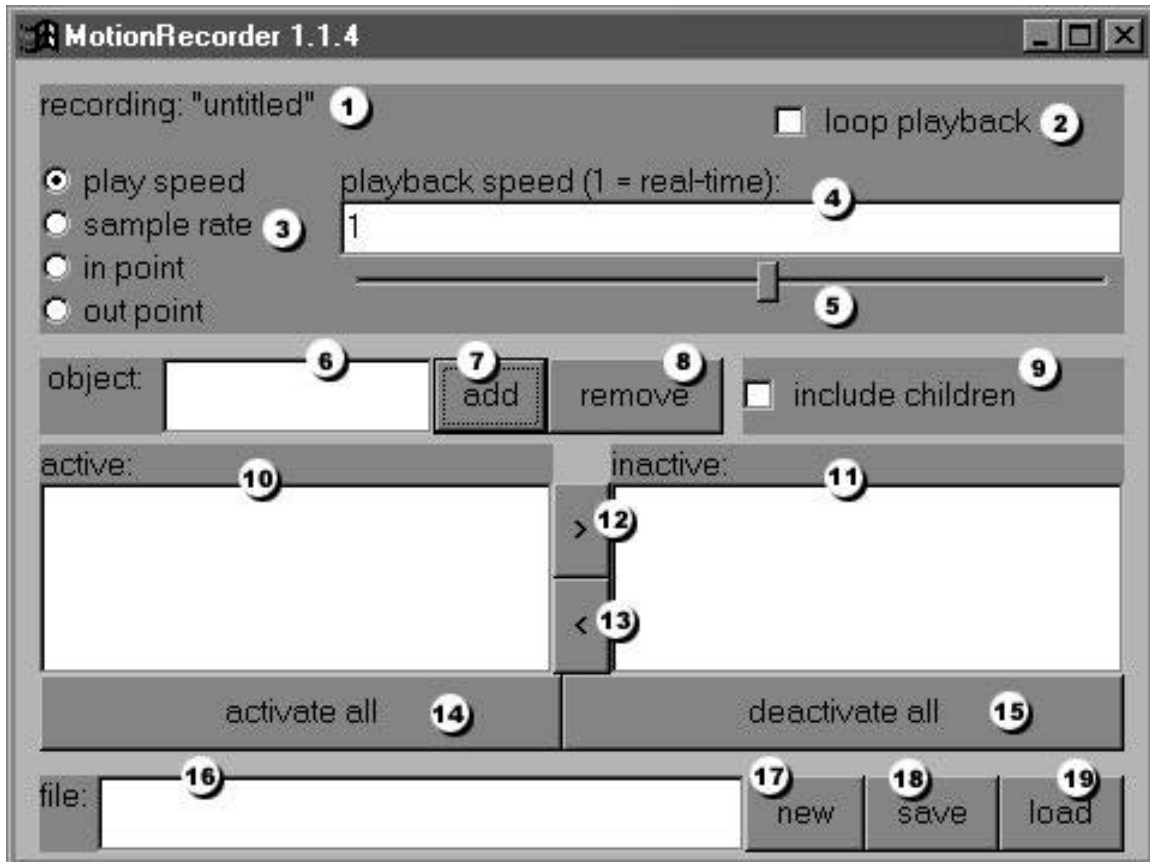 MotionRecorder 1.1.4
recording: "untitled" 1
loop playback 2
play speed
sample rate 3
in point
out point
playback speed (1 = real-time): 4
1
5
object: 6
7 add
8 remove
include children 9
active: 10
inactive: 11
> 12
< 13
activate all 14
deactivate all 15
file: 16
17 new
18 save
19 load